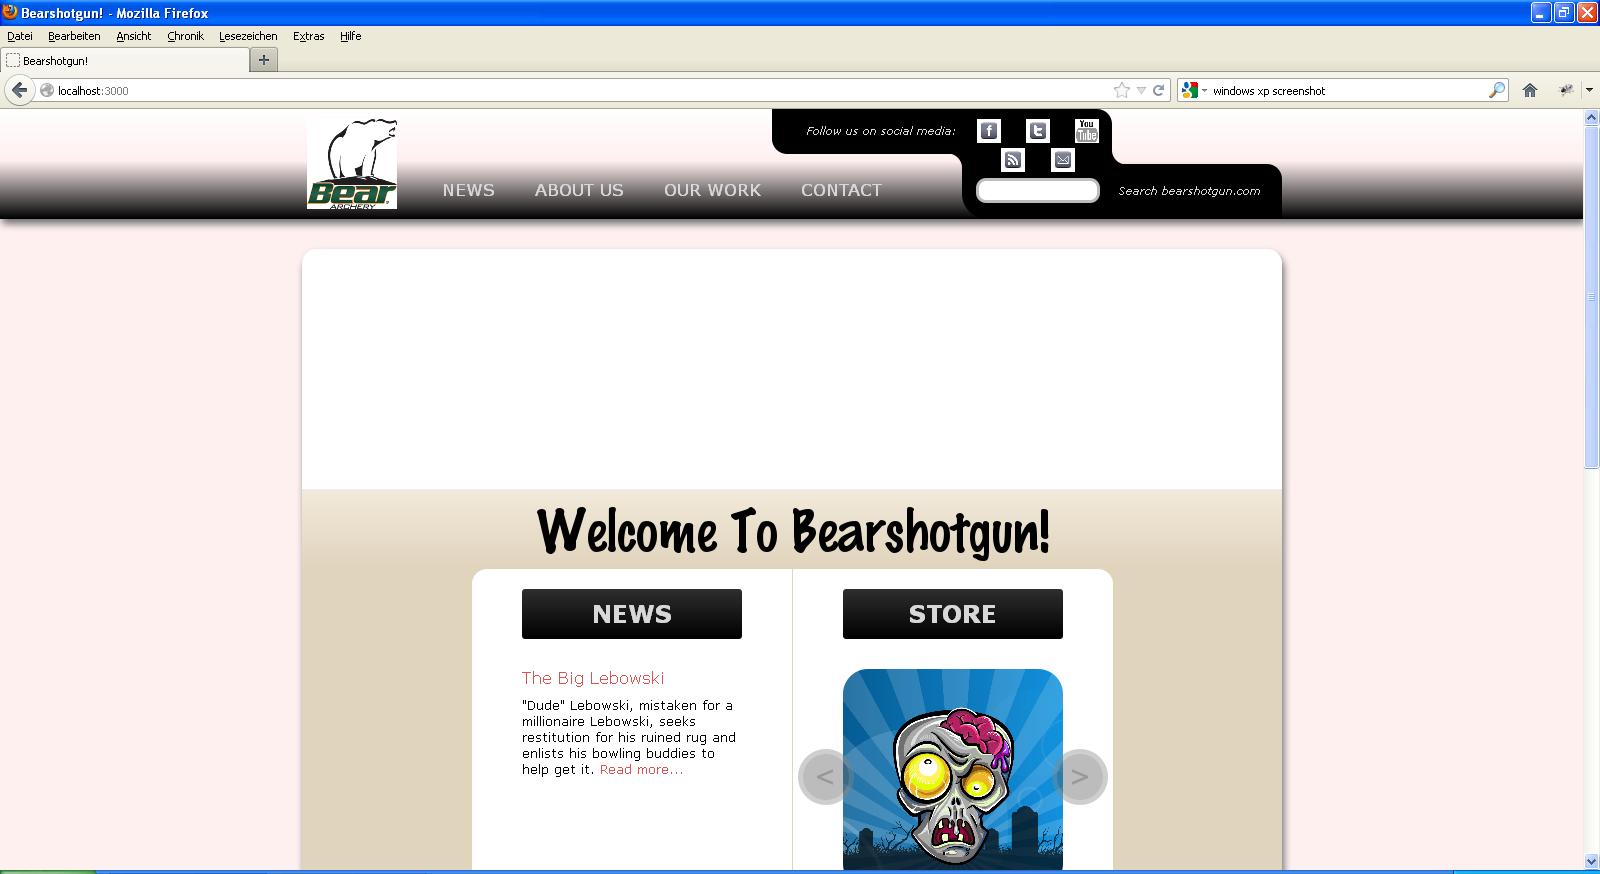 Bearshotgun! - Mozilla Firefox
Datei Bearbeiten Ansicht Chronik Lesezeichen Extras Hilfe
Bearshotgun!
localhost:3000
windows xp screenshot
Follow us on social media:
You
Tube
Bear
ARCHERY
NEWS ABOUT US OUR WORK CONTACT
Search bearshotgun.com
Welcome To Bearshotgun!
NEWS
The Big Lebowski
"Dude" Lebowski, mistaken for a
millionaire Lebowski, seeks
restitution for his ruined rug and
enlists his bowling buddies to
help get it. Read more...
STORE
<
>